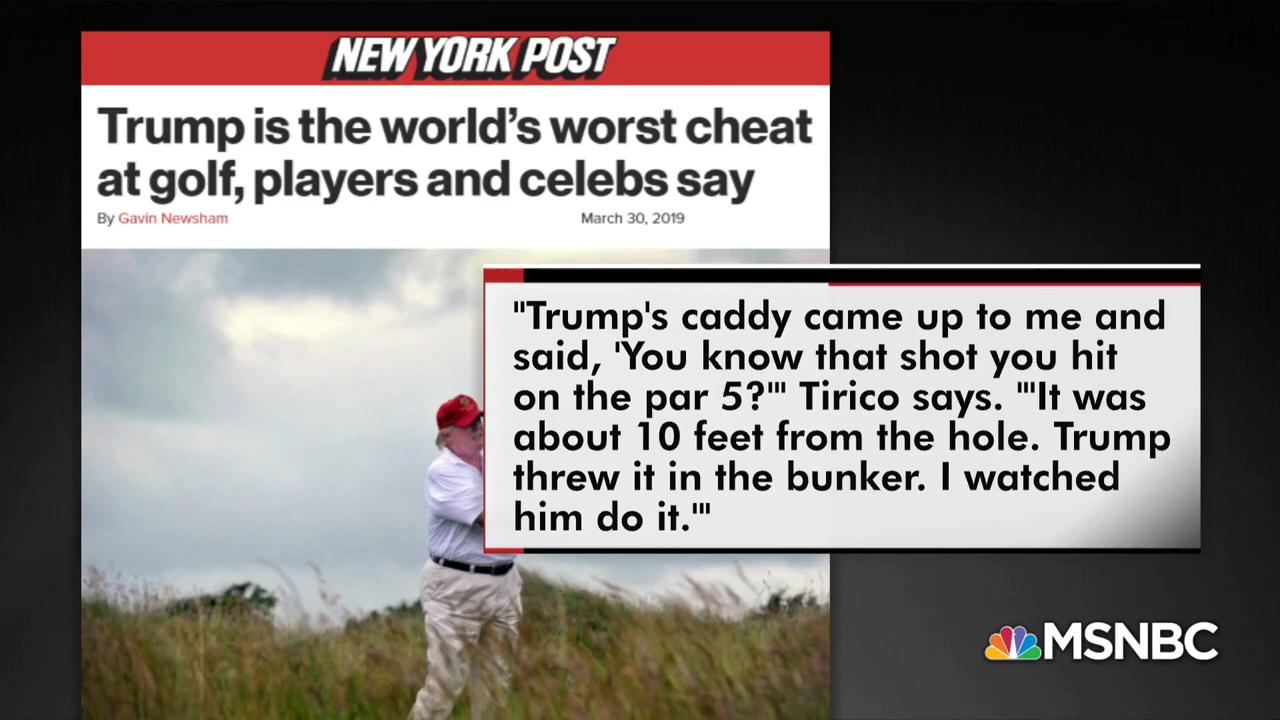 NEW YORK POST
Trump is the world’s worst cheat
at golf, players and celebs say
By Gavin Newsham March 30, 2019
"Trump's caddy came up to me and
said, 'You know that shot you hit
on the par 5?'" Tirico says. "'It was
about 10 feet from the hole. Trump
threw it in the bunker. I watched
him do it.'"
MSNBC